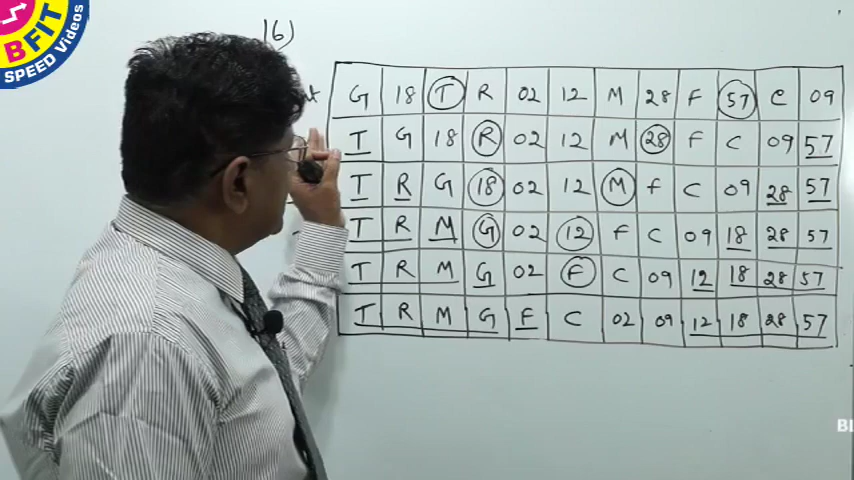 BFIT
SPEED Videos
16)
G 18 T R 02 12 M 28 F 57 C 09
T G 18 R 02 12 M 28 F C 09 57
T R G 18 02 12 M F C 09 28 57
T R M G 02 12 F C 09 18 28 57
T R M G 02 F C 09 12 18 28 57
T R M G F C 02 09 12 18 28 57